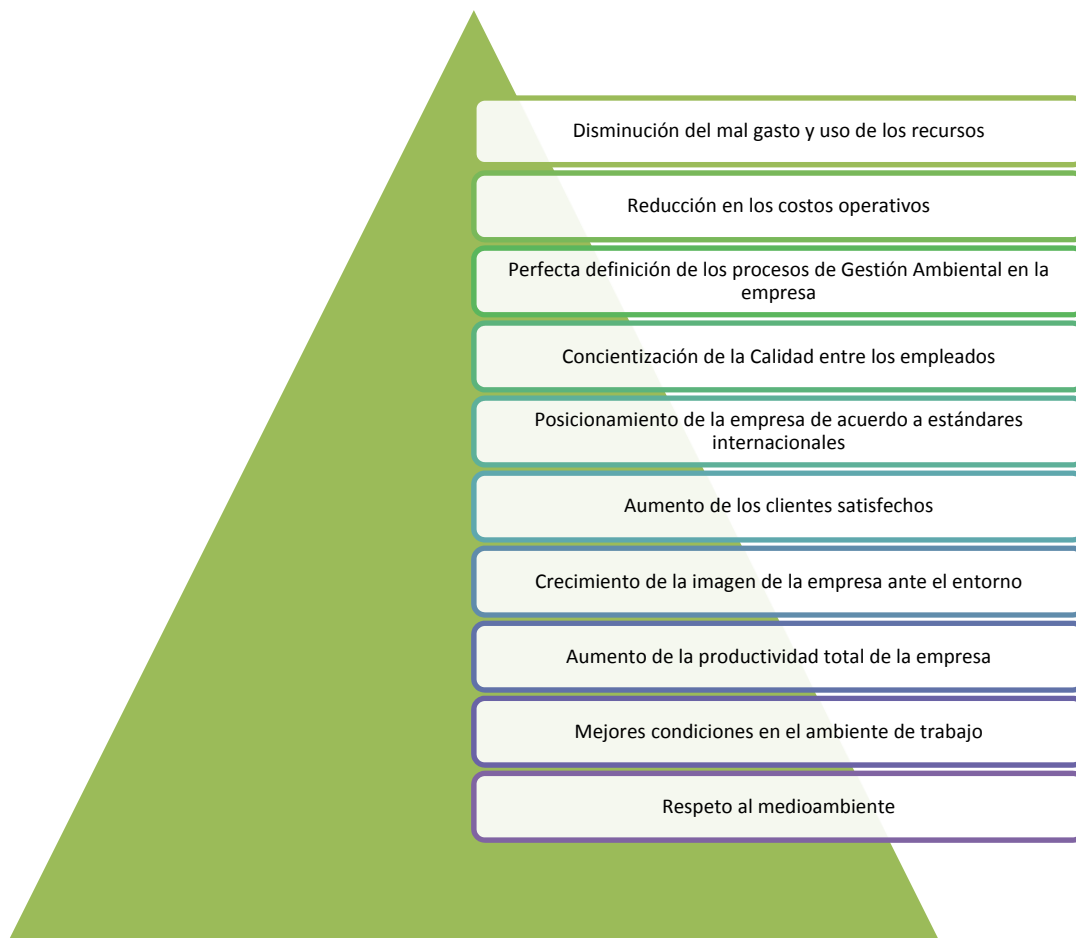 Disminución del mal gasto y uso de los recursos
Reducción en los costos operativos
Perfecta definición de los procesos de Gestión Ambiental en la
empresa
Concientización de la Calidad entre los empleados
Posicionamiento de la empresa de acuerdo a estándares
internacionales
Aumento de los clientes satisfechos
Crecimiento de la imagen de la empresa ante el entorno
Aumento de la productividad total de la empresa
Mejores condiciones en el ambiente de trabajo
Respeto al medioambiente